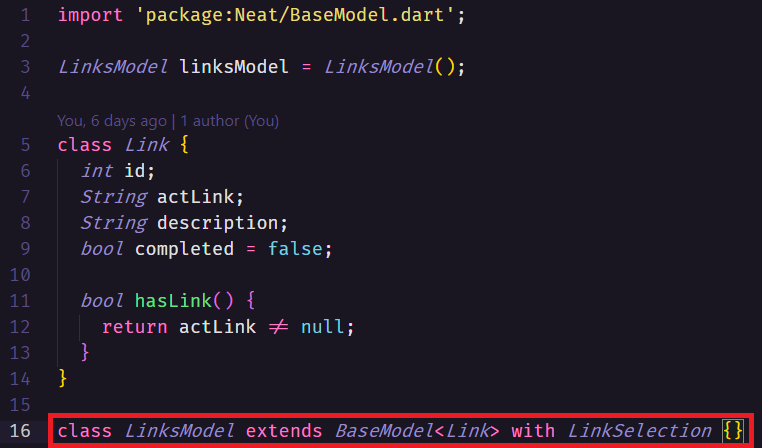 1 import 'package:Neat/BaseModel.dart';
2
3 LinksModel linksModel = LinksModel();
4
You, 6 days ago | 1 author (You)
5 class Link {
6 int id;
7 String actLink;
8 String description;
9 bool completed = false;
10
11 bool hasLink() {
12 return actLink ≠ null;
13 }
14 }
15
16 class LinksModel extends BaseModel<Link> with LinkSelection {}